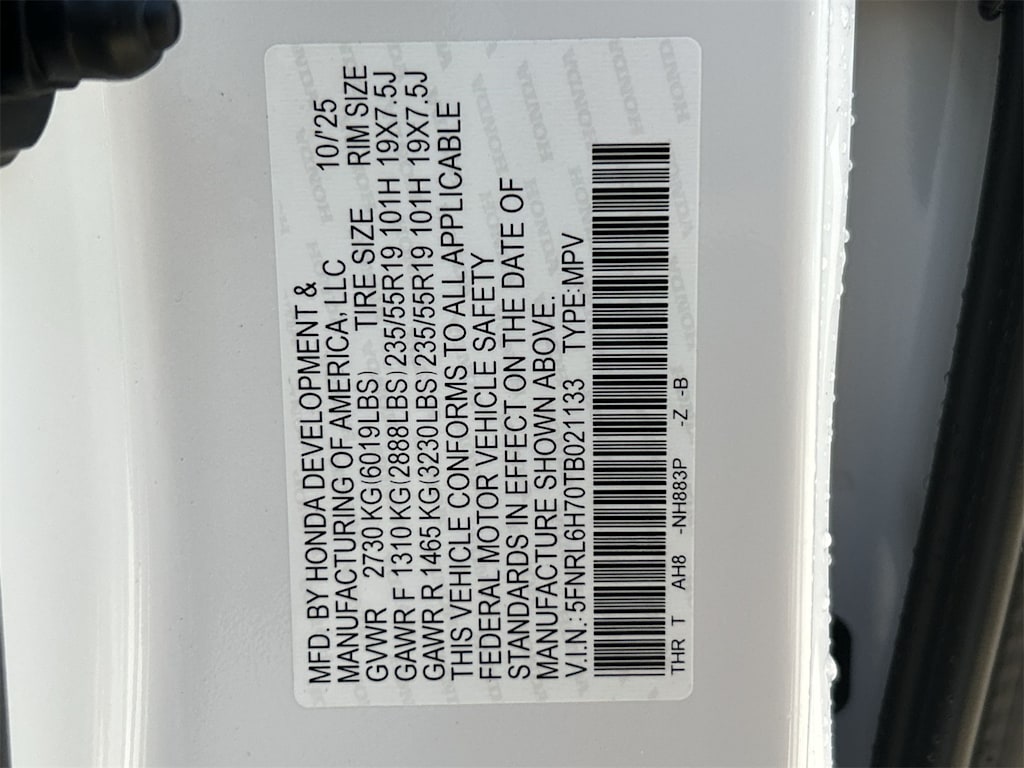 MFD. BY HONDA DEVELOPMENT &
MANUFACTURING OF AMERICA, LLC 10/'25
GVWR 2730 KG(6019LBS) TIRE SIZE RIM SIZE
GAWR F 1310 KG(2888LBS)235/55R19 101H 19X7.5J
GAWR R 1465 KG(3230LBS)235/55R19 101H 19X7.5J
THIS VEHICLE CONFORMS TO ALL APPLICABLE
FEDERAL MOTOR VEHICLE SAFETY
STANDARDS IN EFFECT ON THE DATE OF
MANUFACTURE SHOWN ABOVE.
V.I.N.:5FNRL6H70TB021133 TYPE:MPV
THR T AH8 -NH883P -Z -B